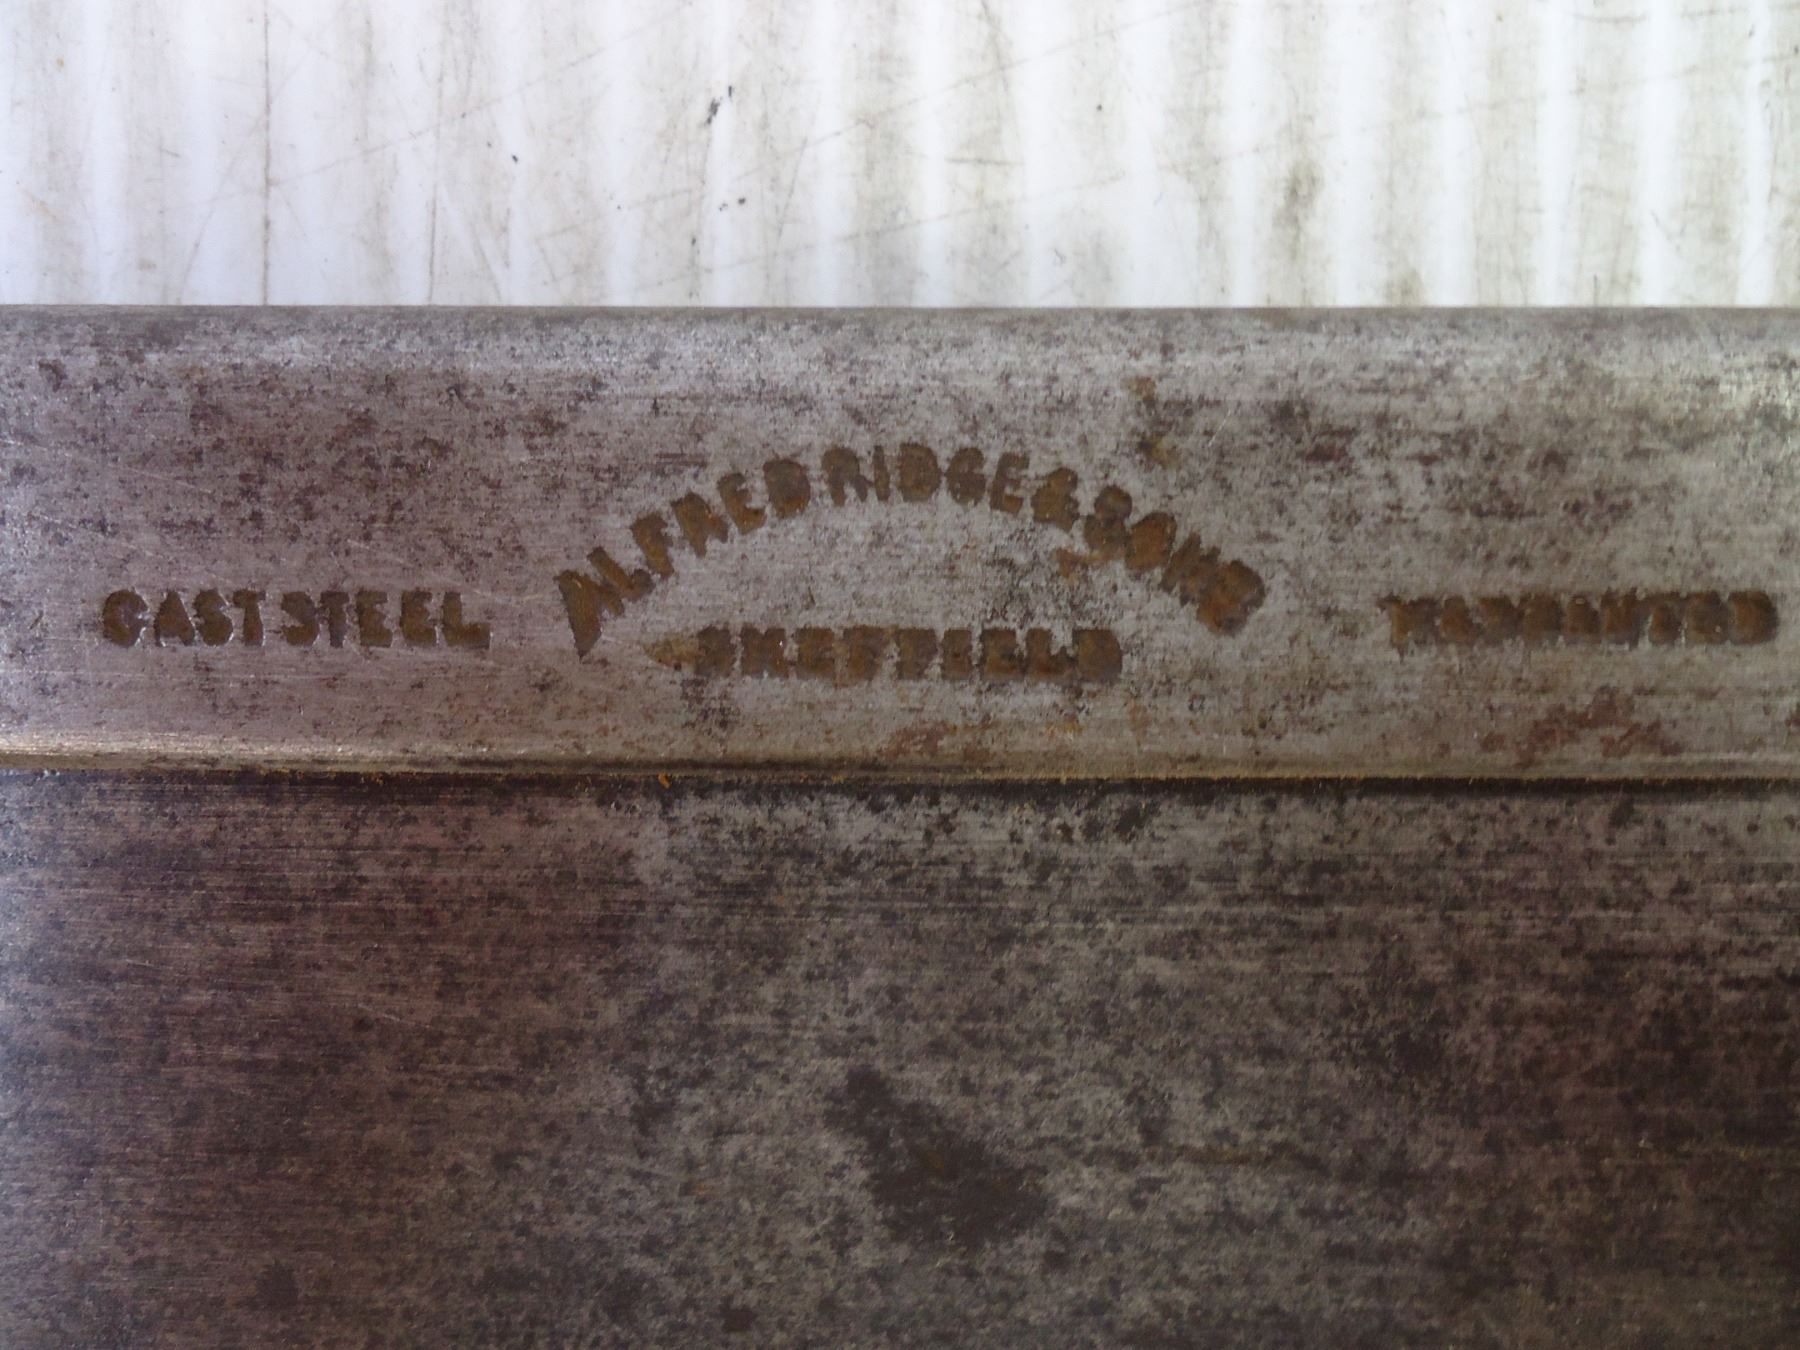 ALFRED RIDGE & SONS
CAST STEEL SHEFFIELD WARRANTED